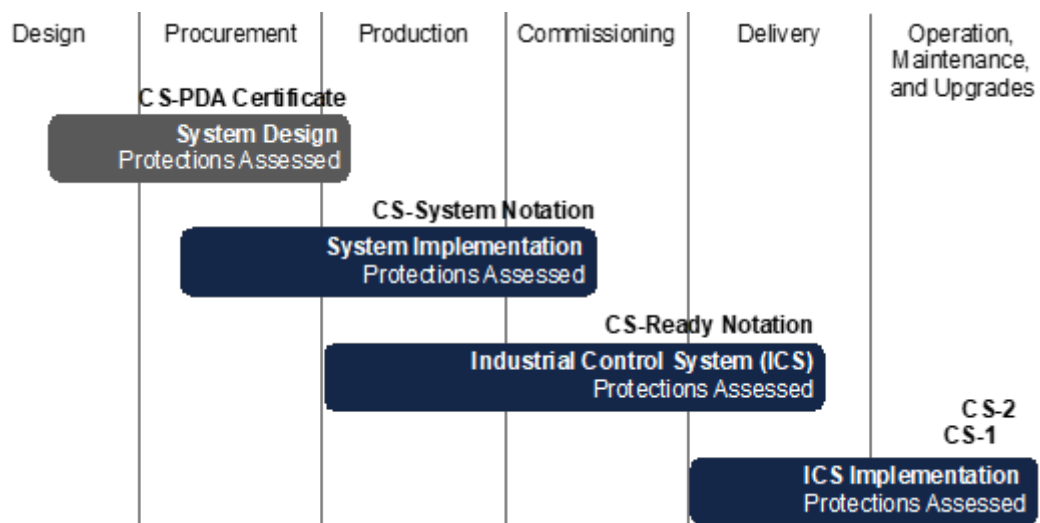 Design
Procurement
Production
Commissioning
Delivery
Operation,
Maintenance,
and Upgrades
CS-PDA Certificate
System Design
Protections Assessed
CS-System Notation
System Implementation
Protections Assessed
CS-Ready Notation
Industrial Control System (ICS)
Protections Assessed
CS-2
CS-1
ICS Implementation
Protections Assessed